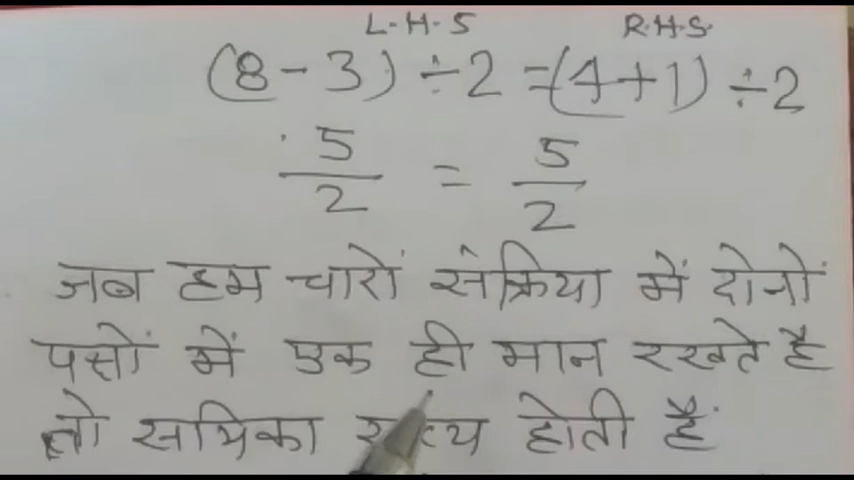 L.H.S R.H.S.
(8-3) ÷2 =(4+1) ÷2
5/2 = 5/2
जब हम चारों संक्रिया में दोनों
पक्षों में एक ही मान रखते है
तो समिका सत्य होती हैं